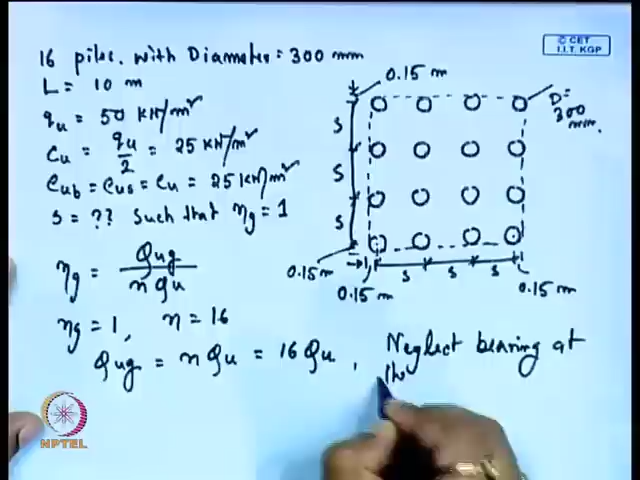 16 piles. with Diameter = 300 mm
L = 10 m
qu = 50 KN/m²
Cu = qu/2 = 25 KN/m²
Cub = Cus = Cu = 25 KN/m²
S = ?? Such that ηg = 1
ηg = Qug / n Qu
ηg = 1, n = 16
Qug = n Qu = 16 Qu , Neglect bearing at
the
© CET
I.I.T. KGP
0.15 m
D =
300
mm.
S
S
S
0.15 m
0.15 m
S
S
S
0.15 m
NPTEL